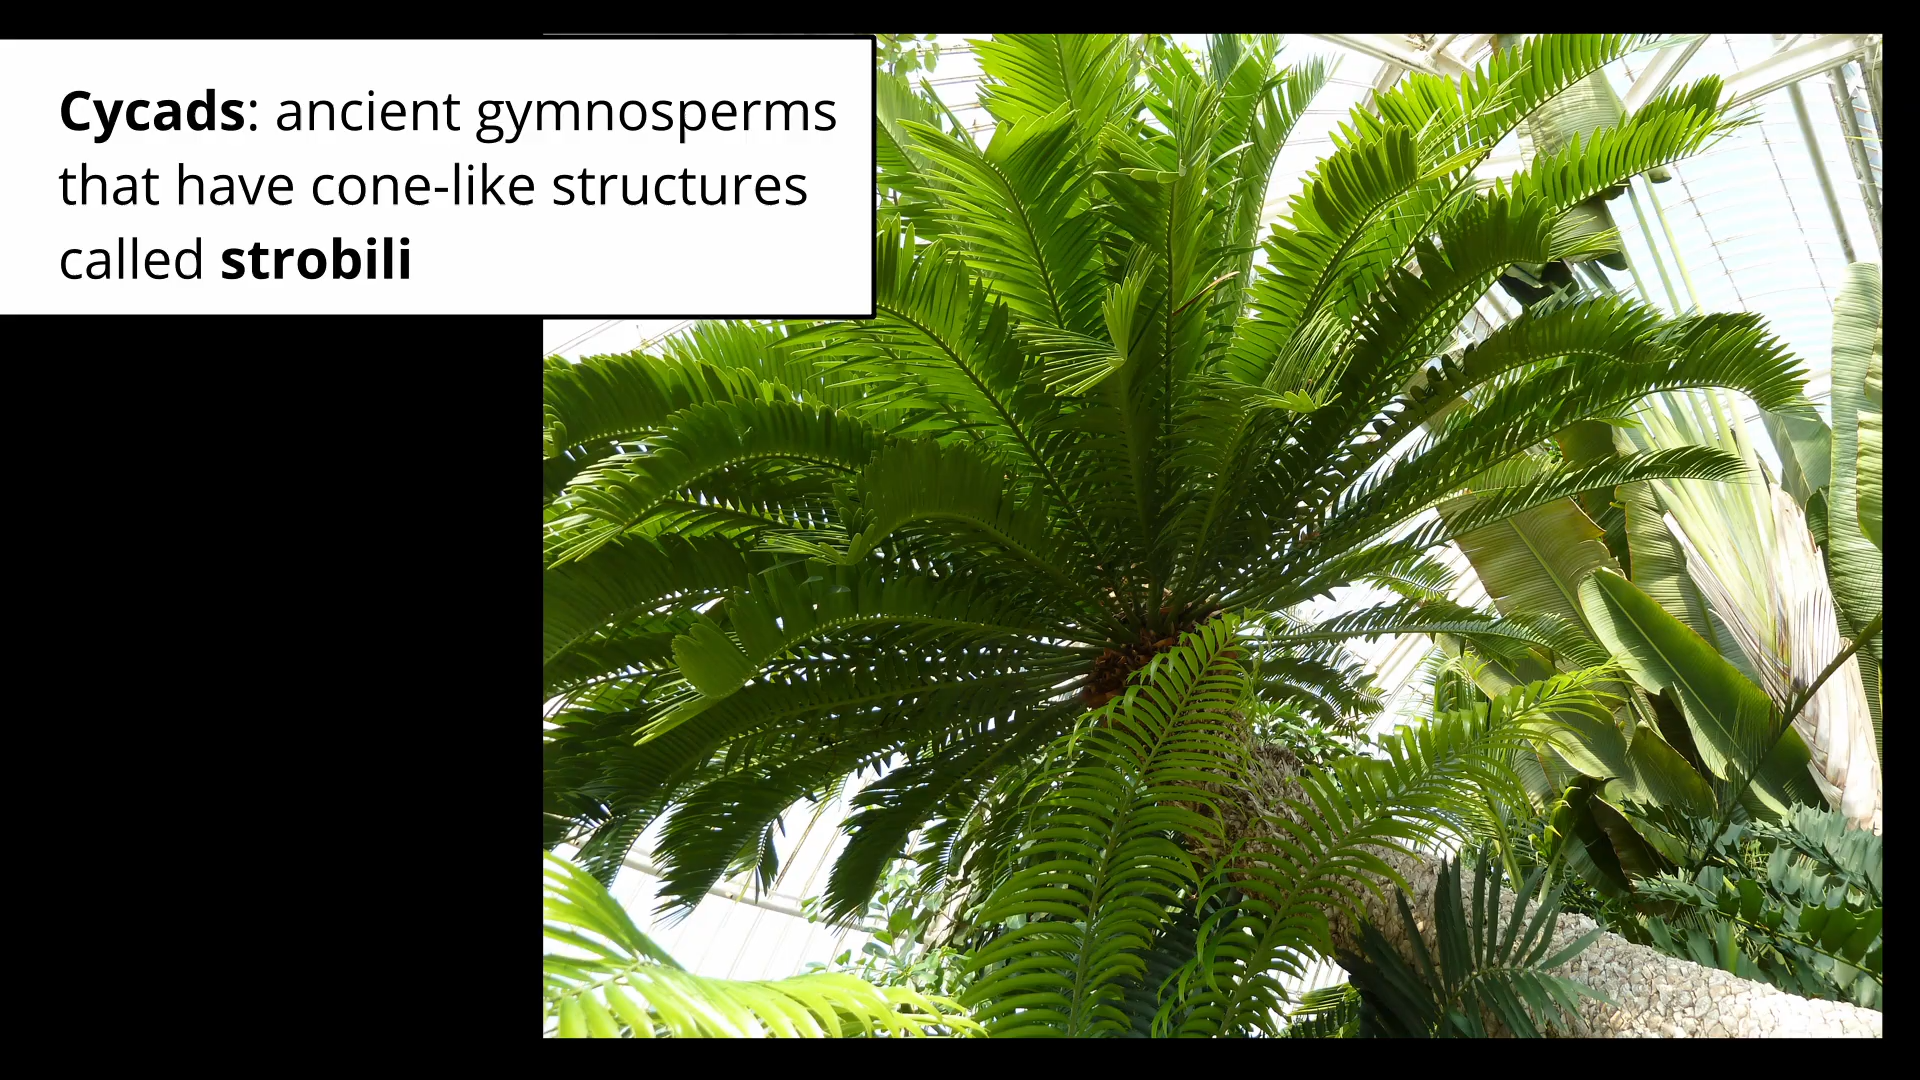 Cycads: ancient gymnosperms
that have cone-like structures
called strobili